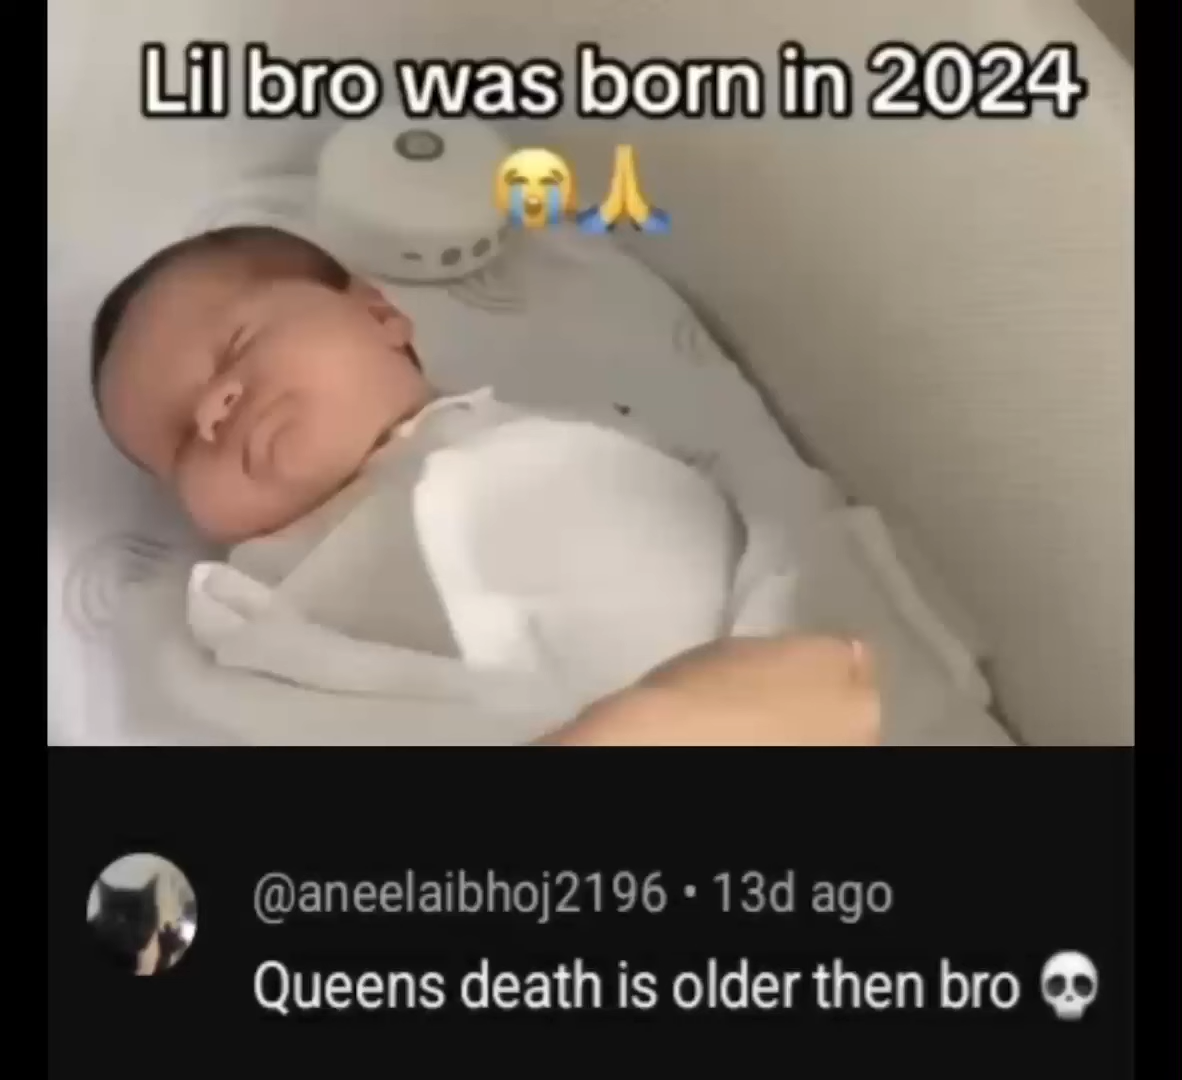 Lil bro was born in 2024
😭🙏
@aneelaibhoj2196 • 13d ago
Queens death is older then bro 💀